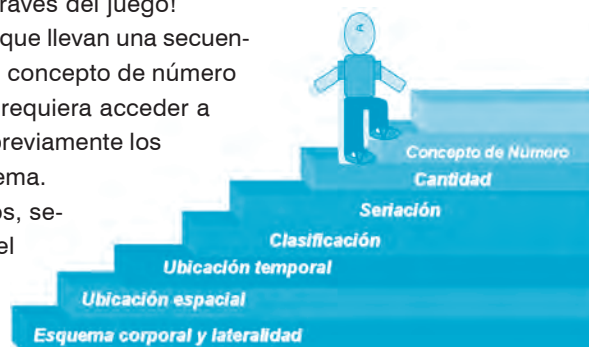 ravés del juego!
que llevan una secuen-
concepto de número
requiera acceder a
previamente los
ema.
os, se-
el
Concepto de Número
Cantidad
Seriación
Clasificación
Ubicación temporal
Ubicación espacial
Esquema corporal y lateralidad